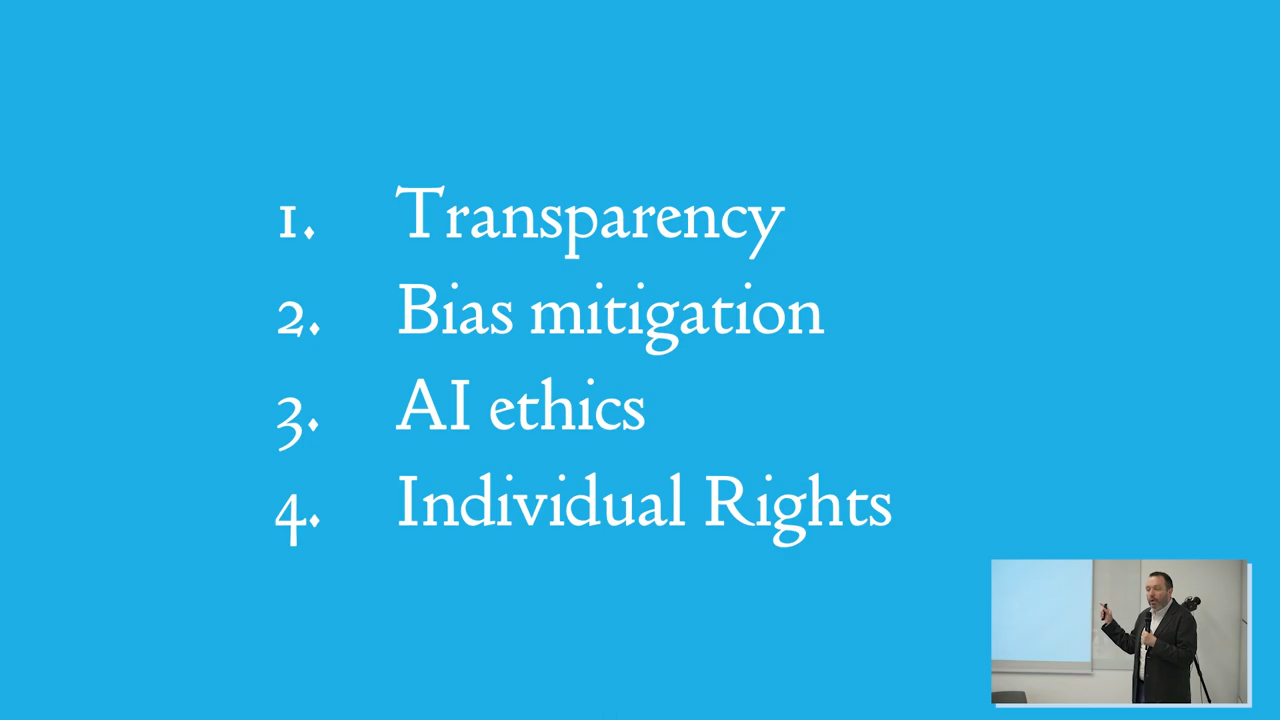 1. Transparency
2. Bias mitigation
3. AI ethics
4. Individual Rights